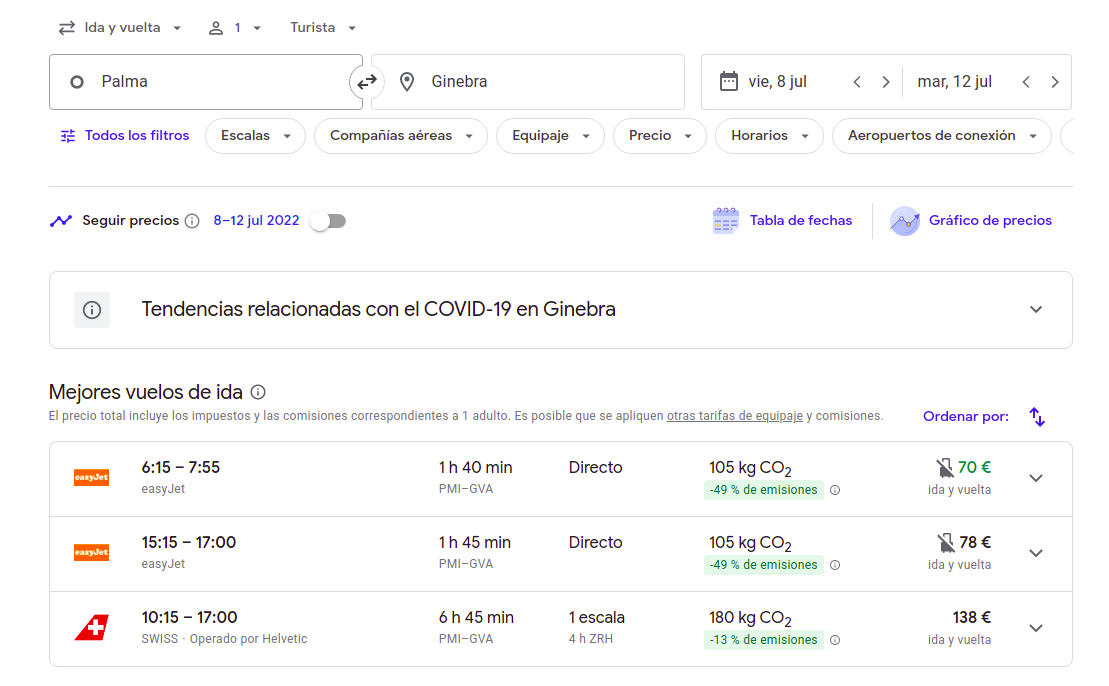 Ida y vuelta 1 Turista
Palma Ginebra vie, 8 jul mar, 12 jul
Todos los filtros Escalas Compañías aéreas Equipaje Precio Horarios Aeropuertos de conexión
Seguir precios 8–12 jul 2022 Tabla de fechas Gráfico de precios
Tendencias relacionadas con el COVID-19 en Ginebra
Mejores vuelos de ida
El precio total incluye los impuestos y las comisiones correspondientes a 1 adulto. Es posible que se apliquen otras tarifas de equipaje y comisiones. Ordenar por:
easyJet 6:15 – 7:55 1 h 40 min Directo 105 kg CO2 70 €
easyJet PMI–GVA -49 % de emisiones ida y vuelta
easyJet 15:15 – 17:00 1 h 45 min Directo 105 kg CO2 78 €
easyJet PMI–GVA -49 % de emisiones ida y vuelta
10:15 – 17:00 6 h 45 min 1 escala 180 kg CO2 138 €
SWISS · Operado por Helvetic PMI–GVA 4 h ZRH -13 % de emisiones ida y vuelta